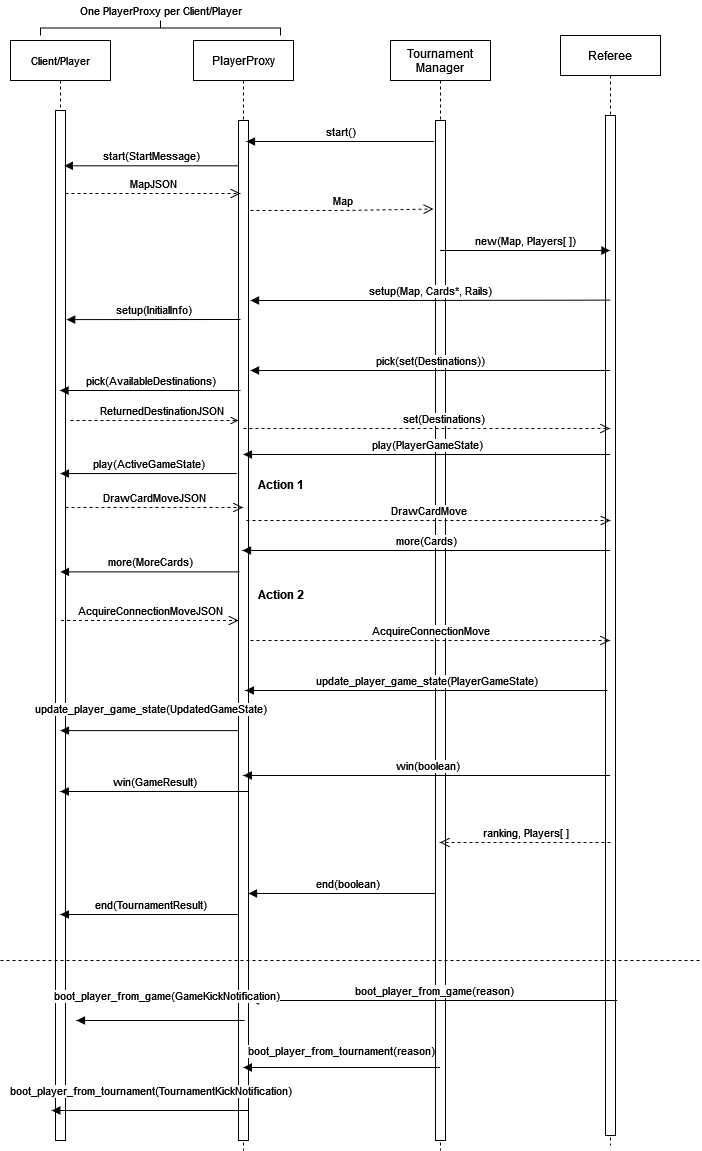 One PlayerProxy per Client/Player
Client/Player
PlayerProxy
Tournament
Manager
Referee
start()
start(StartMessage)
MapJSON
Map
new(Map, Players[ ])
setup(Map, Cards*, Rails)
setup(InitialInfo)
pick(set(Destinations))
pick(AvailableDestinations)
ReturnedDestinationJSON
set(Destinations)
play(PlayerGameState)
play(ActiveGameState)
Action 1
DrawCardMoveJSON
DrawCardMove
more(Cards)
more(MoreCards)
Action 2
AcquireConnectionMoveJSON
AcquireConnectionMove
update_player_game_state(PlayerGameState)
update_player_game_state(UpdatedGameState)
win(boolean)
win(GameResult)
ranking, Players[ ]
end(boolean)
end(TournamentResult)
boot_player_from_game(reason)
boot_player_from_game(GameKickNotification)
boot_player_from_tournament(reason)
boot_player_from_tournament(TournamentKickNotification)